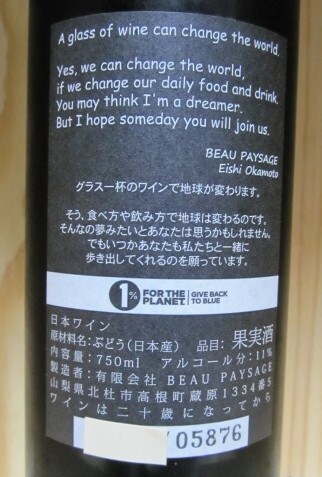 A glass of wine can change the world.
Yes, we can change the world,
if we change our daily food and drink.
You may think I'm a dreamer.
But I hope someday you will join us.
BEAU PAYSAGE
Eishi Okamoto
グラス一杯のワインで地球が変わります。
そう、食べ方や飲み方で地球は変わるのです。
そんなの夢みたいとあなたは思うかもしれません。
でもいつかあなたも私たちと一緒に
歩き出してくれるのを願っています。
1% FOR THE PLANET | GIVE BACK TO BLUE
日本ワイン
原材料名：ぶどう（日本産） 品目：果実酒
内容量：750ml アルコール分：11%
製造者：有限会社 BEAU PAYSAGE
山梨県北杜市高根町蔵原1334番5
ワインは二十歳になってから
/05876